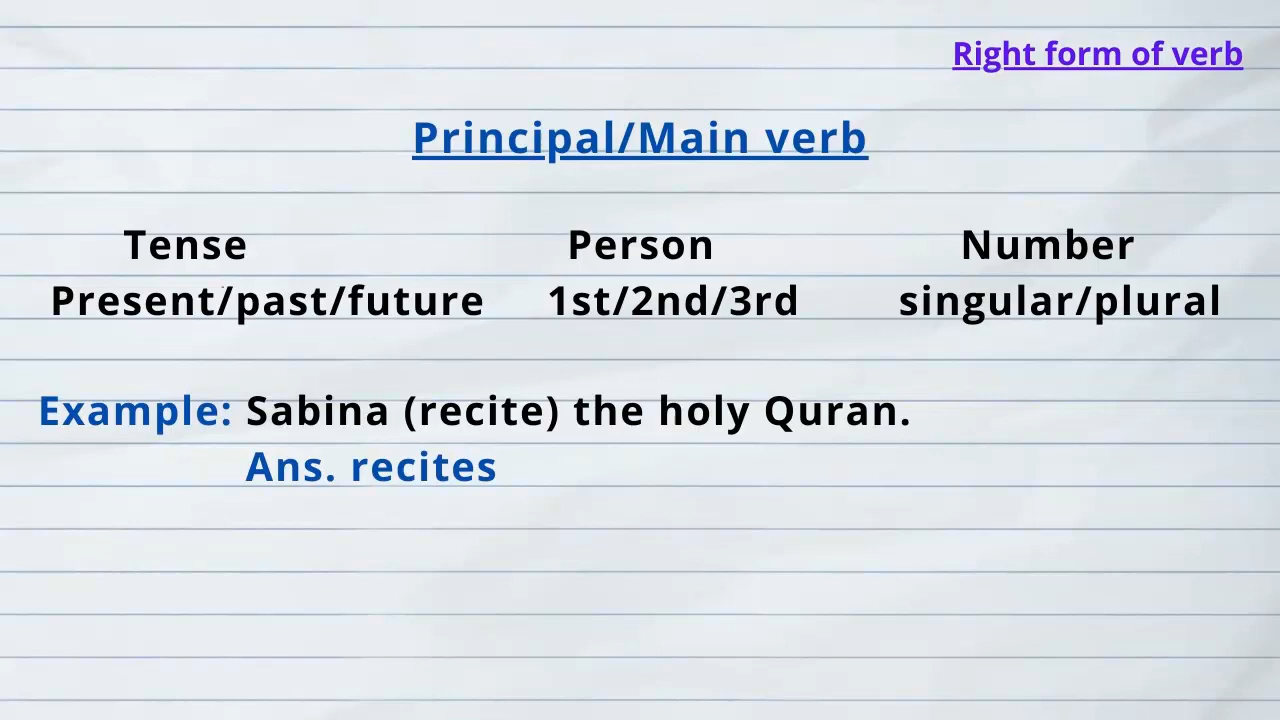 Right form of verb
Principal/Main verb
Tense Person Number
Present/past/future 1st/2nd/3rd singular/plural
Example: Sabina (recite) the holy Quran.
Ans. recites